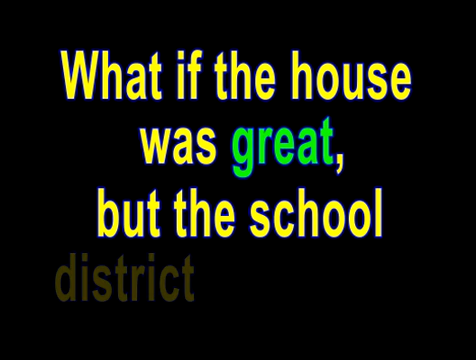 What if the house
was great,
but the school
district